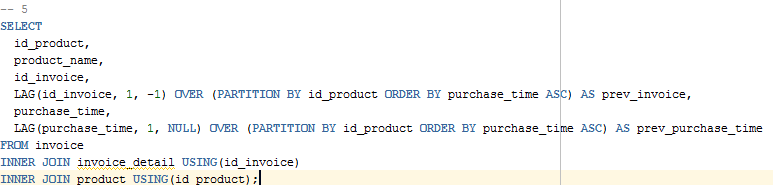 -- 5
SELECT
id_product,
product_name,
id_invoice,
LAG(id_invoice, 1, -1) OVER (PARTITION BY id_product ORDER BY purchase_time ASC) AS prev_invoice,
purchase_time,
LAG(purchase_time, 1, NULL) OVER (PARTITION BY id_product ORDER BY purchase_time ASC) AS prev_purchase_time
FROM invoice
INNER JOIN invoice_detail USING(id_invoice)
INNER JOIN product USING(id_product);